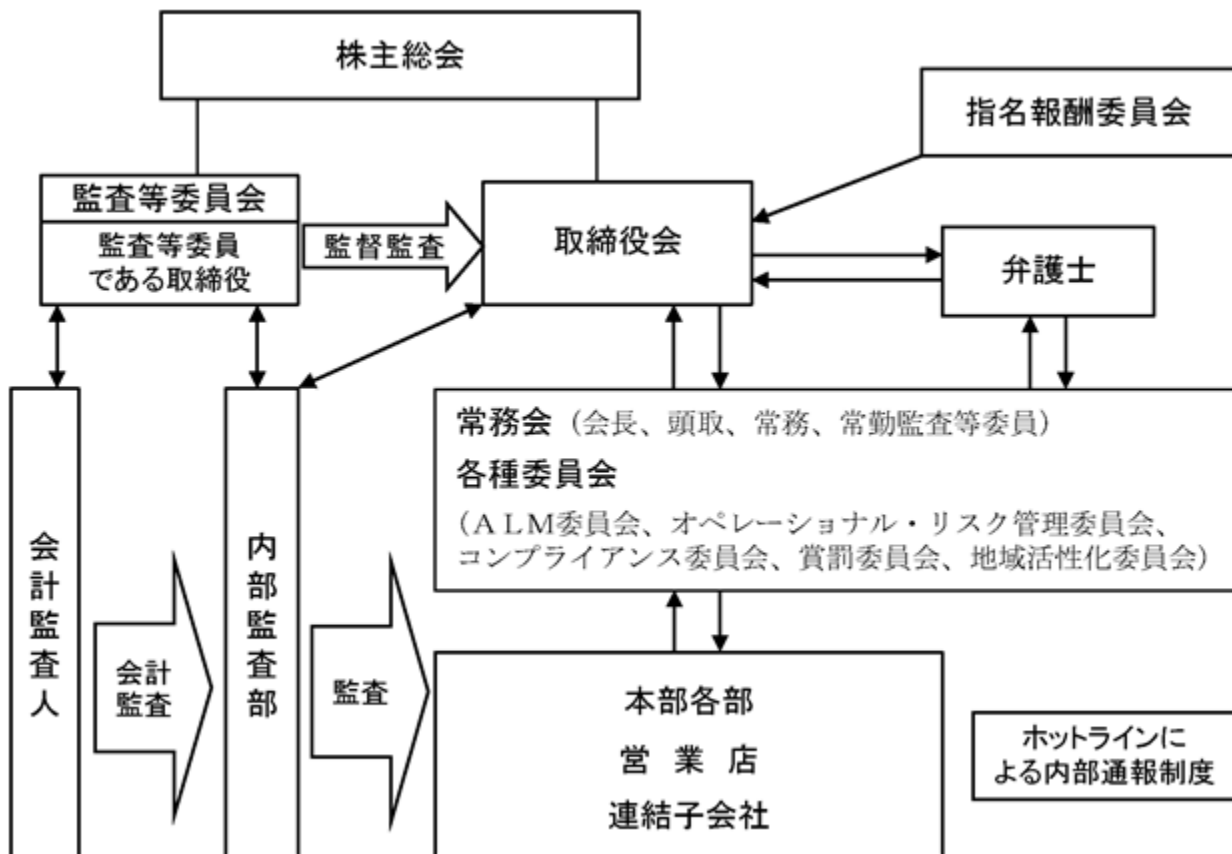 株主総会
指名報酬委員会
監査等委員会
監査等委員
である取締役
監督監査
取締役会
弁護士
常務会（会長、頭取、常務、常勤監査等委員）
各種委員会
（ＡＬＭ委員会、オペレーショナル・リスク管理委員会、
コンプライアンス委員会、賞罰委員会、地域活性化委員会）
会計監査人
会計
監査
内部監査部
監査
本部各部
営業店
連結子会社
ホットラインに
よる内部通報制度